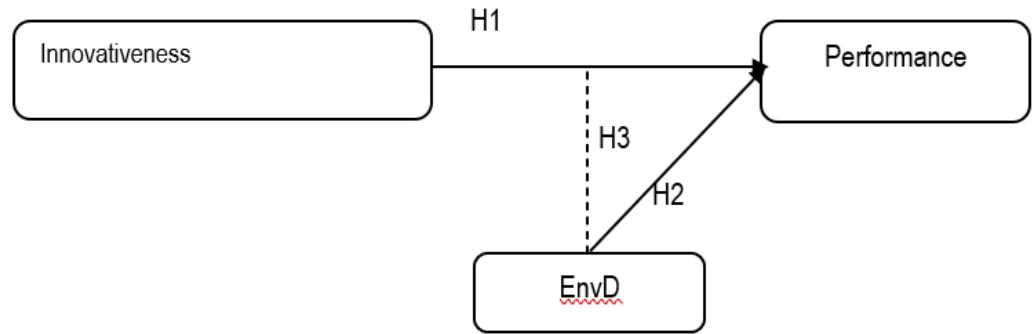 H1
Innovativeness
Performance
H3
H2
EnvD